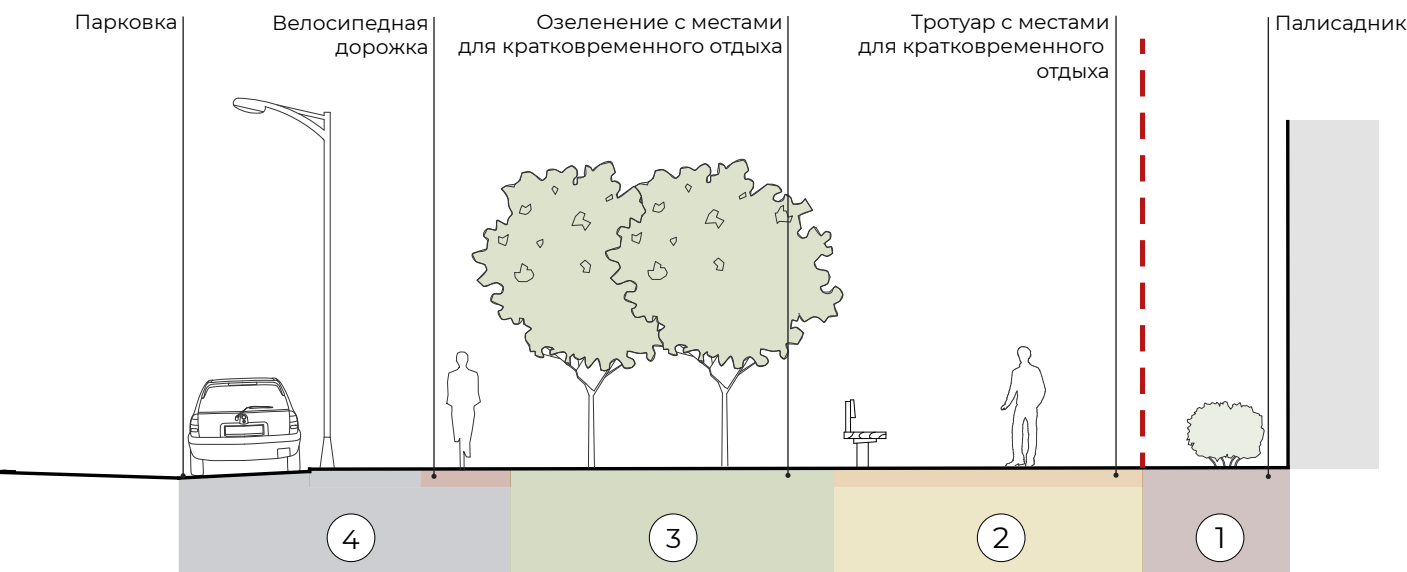 Парковка
Велосипедная
дорожка
Озеленение с местами
для кратковременного отдыха
Тротуар с местами
для кратковременного
отдыха
Палисадник
4
3
2
1